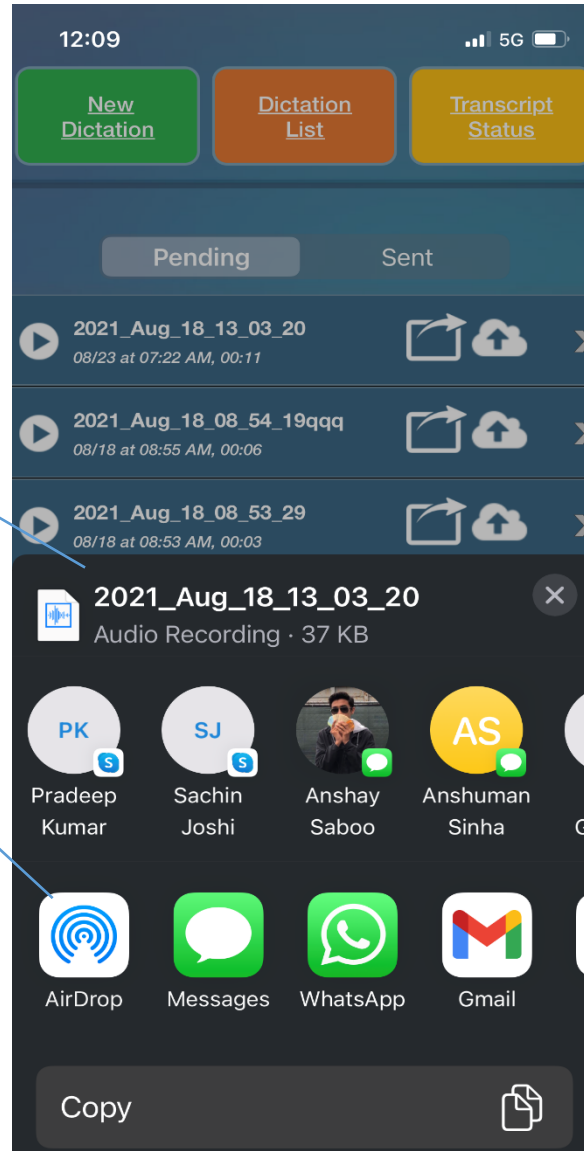 12:09
5G
New Dictation
Dictation List
Transcript Status
Pending Sent
2021_Aug_18_13_03_20
08/23 at 07:22 AM, 00:11
2021_Aug_18_08_54_19qqq
08/18 at 08:55 AM, 00:06
2021_Aug_18_08_53_29
08/18 at 08:53 AM, 00:03
2021_Aug_18_13_03_20
Audio Recording · 37 KB
PK
SJ
AS
Pradeep Kumar
Sachin Joshi
Anshay Saboo
Anshuman Sinha
AirDrop Messages WhatsApp Gmail
Copy